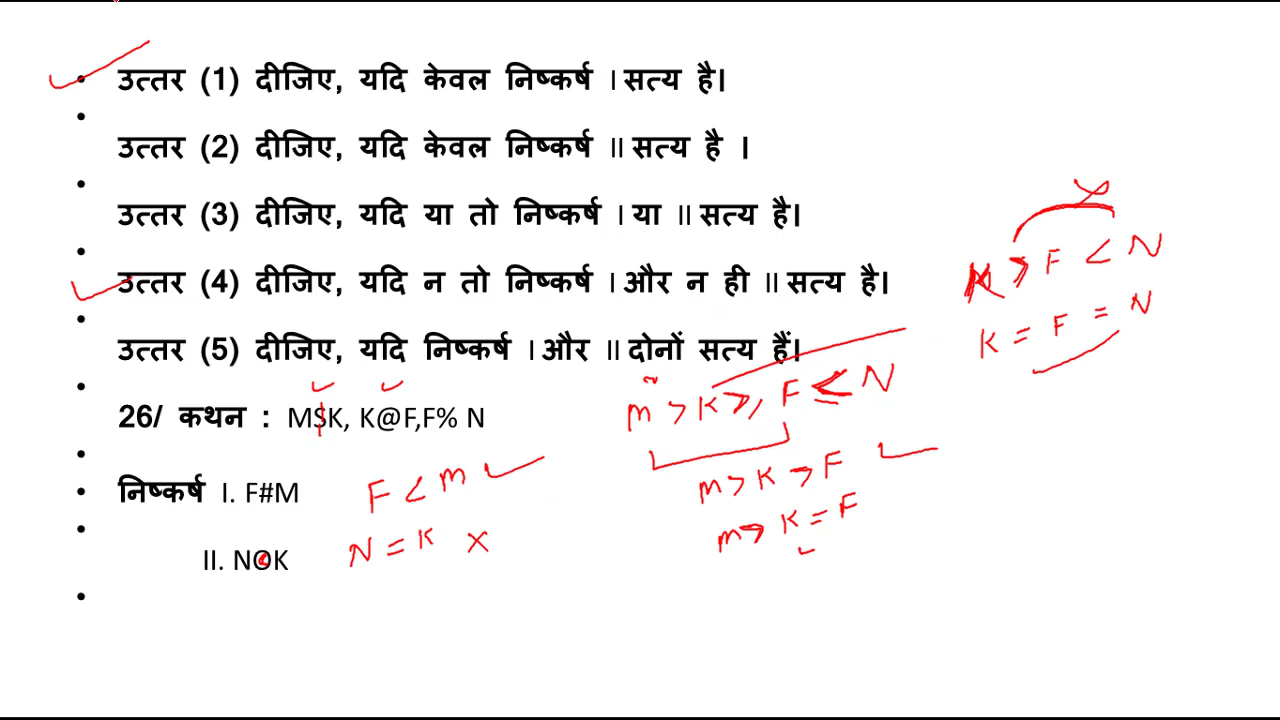 उत्तर (1) दीजिए, यदि केवल निष्कर्ष । सत्य है।
उत्तर (2) दीजिए, यदि केवल निष्कर्ष ॥ सत्य है ।
उत्तर (3) दीजिए, यदि या तो निष्कर्ष । या ॥ सत्य है।
उत्तर (4) दीजिए, यदि न तो निष्कर्ष । और न ही ॥ सत्य है।
उत्तर (5) दीजिए, यदि निष्कर्ष । और ॥ दोनों सत्य हैं।
K > F < N
K = F = N
26/ कथन : M$K, K@F,F% N
M > K ≥, F ≤ N
निष्कर्ष I. F#M
F < M
M > K > F
II. N©K
N = K ×
M > K = F